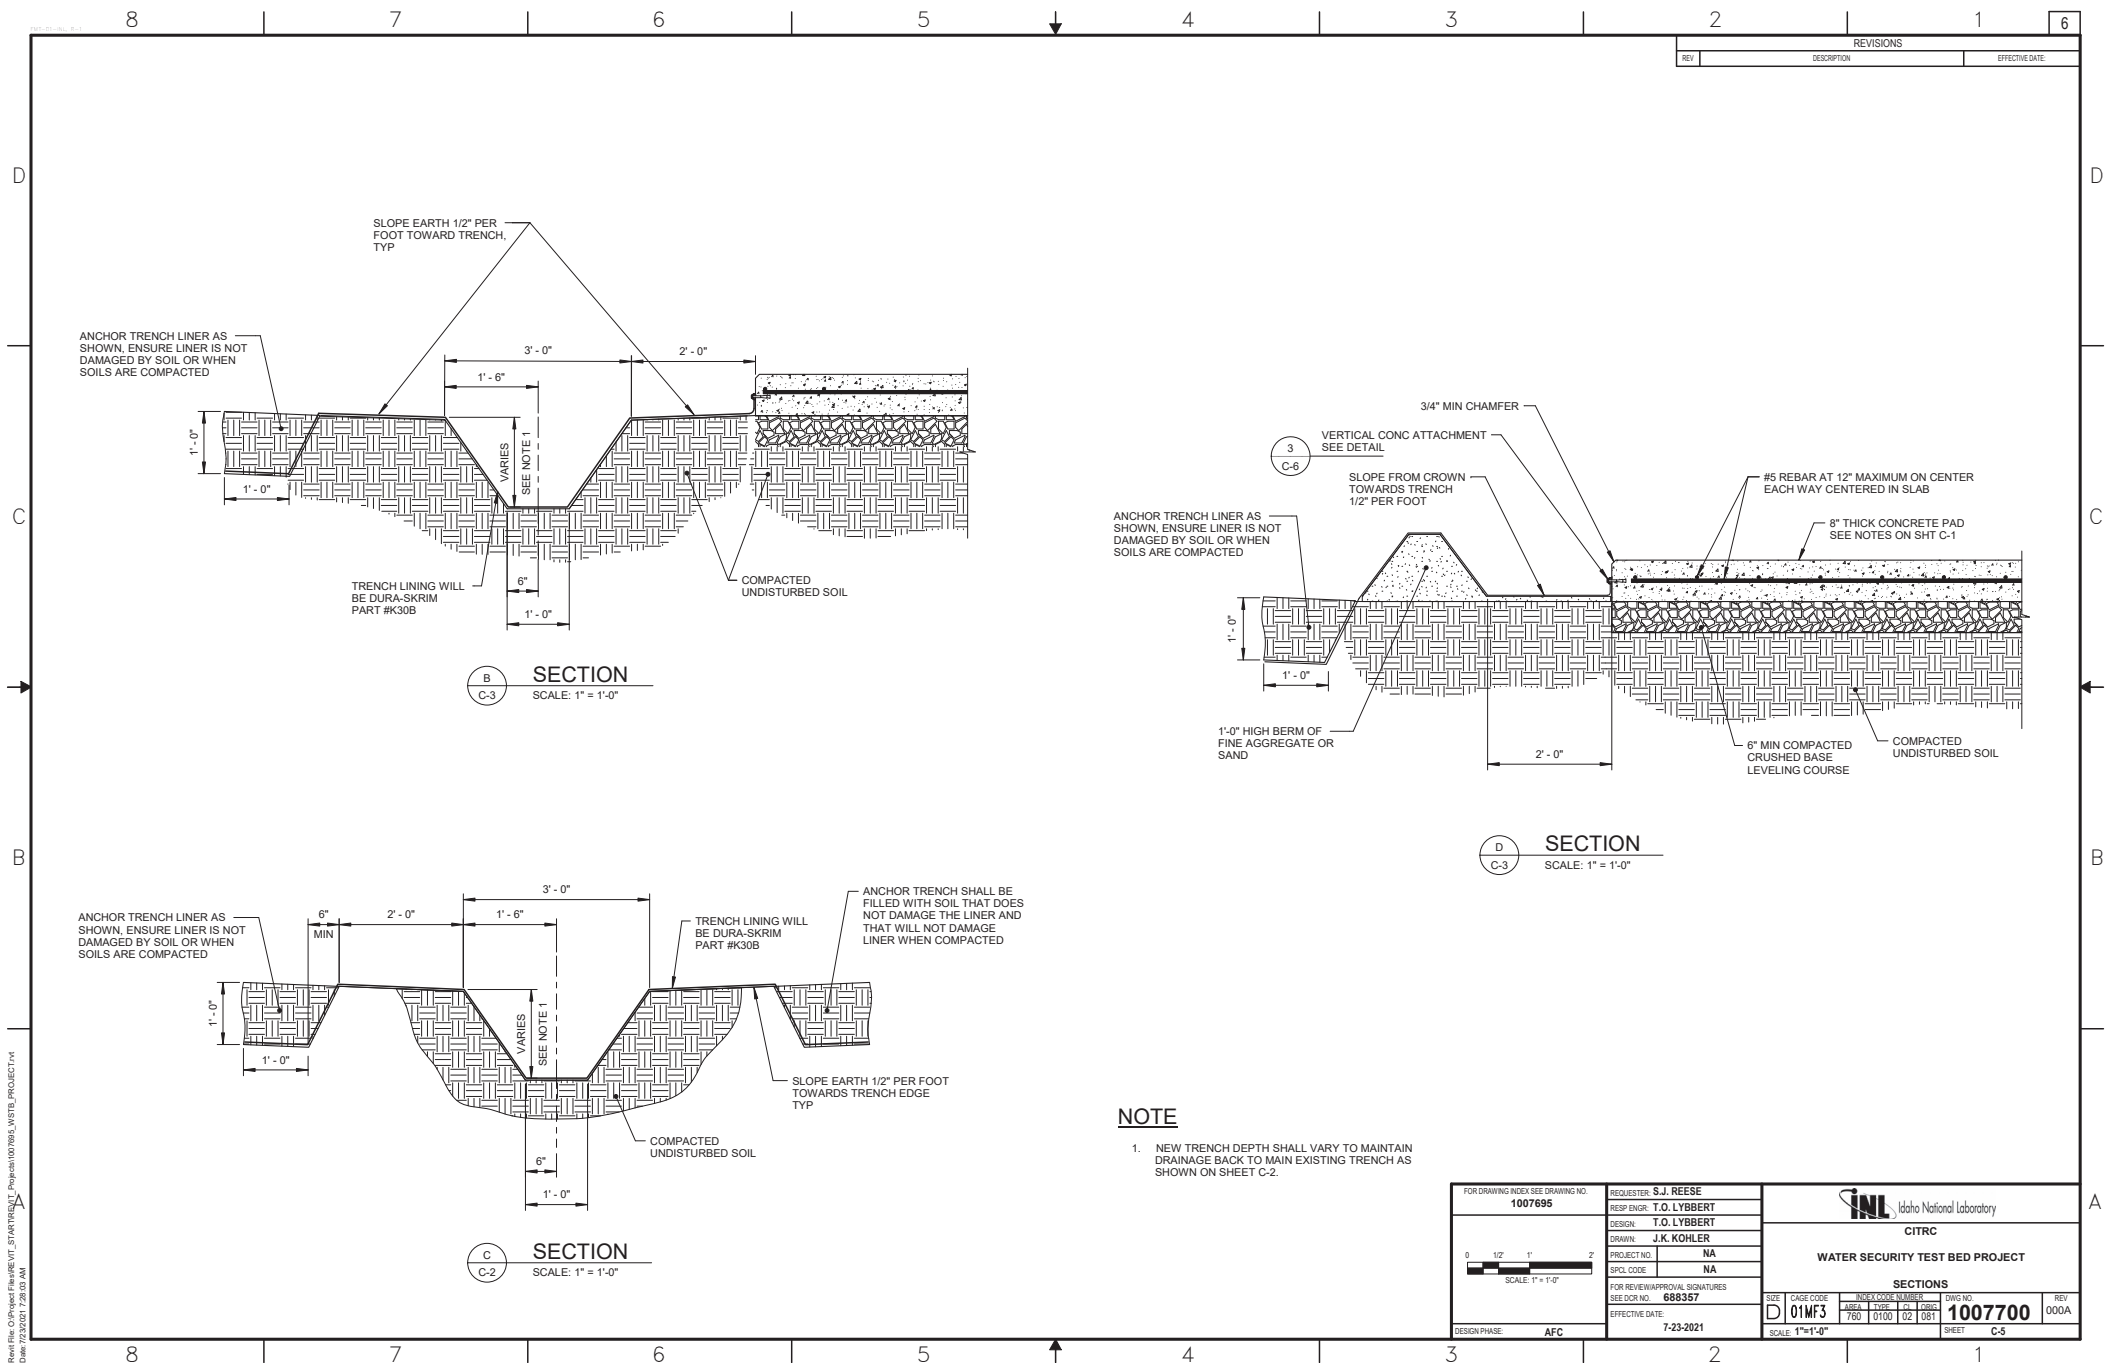 8 7 6 5 4 3 2 1
6
REVISIONS
REV DESCRIPTION EFFECTIVE DATE:
D
D
C
C
B
B
A
A
SLOPE EARTH 1/2" PER
FOOT TOWARD TRENCH,
TYP
ANCHOR TRENCH LINER AS
SHOWN, ENSURE LINER IS NOT
DAMAGED BY SOIL OR WHEN
SOILS ARE COMPACTED
3' - 0"
2' - 0"
1' - 6"
1' - 0"
VARIES
SEE NOTE 1
1' - 0"
TRENCH LINING WILL
BE DURA-SKRIM
PART #K30B
6"
1' - 0"
COMPACTED
UNDISTURBED SOIL
B
C-3
SECTION
SCALE: 1" = 1'-0"
3/4" MIN CHAMFER
3
C-6
VERTICAL CONC ATTACHMENT
SEE DETAIL
SLOPE FROM CROWN
TOWARDS TRENCH
1/2" PER FOOT
#5 REBAR AT 12" MAXIMUM ON CENTER
EACH WAY CENTERED IN SLAB
ANCHOR TRENCH LINER AS
SHOWN, ENSURE LINER IS NOT
DAMAGED BY SOIL OR WHEN
SOILS ARE COMPACTED
8" THICK CONCRETE PAD
SEE NOTES ON SHT C-1
1' - 0"
1' - 0"
1'-0" HIGH BERM OF
FINE AGGREGATE OR
SAND
2' - 0"
6" MIN COMPACTED
CRUSHED BASE
LEVELING COURSE
COMPACTED
UNDISTURBED SOIL
D
C-3
SECTION
SCALE: 1" = 1'-0"
ANCHOR TRENCH LINER AS
SHOWN, ENSURE LINER IS NOT
DAMAGED BY SOIL OR WHEN
SOILS ARE COMPACTED
6"
MIN
2' - 0"
3' - 0"
1' - 6"
TRENCH LINING WILL
BE DURA-SKRIM
PART #K30B
ANCHOR TRENCH SHALL BE
FILLED WITH SOIL THAT DOES
NOT DAMAGE THE LINER AND
THAT WILL NOT DAMAGE
LINER WHEN COMPACTED
1' - 0"
1' - 0"
VARIES
SEE NOTE 1
SLOPE EARTH 1/2" PER FOOT
TOWARDS TRENCH EDGE
TYP
COMPACTED
UNDISTURBED SOIL
6"
1' - 0"
C
C-2
SECTION
SCALE: 1" = 1'-0"
NOTE
1. NEW TRENCH DEPTH SHALL VARY TO MAINTAIN
DRAINAGE BACK TO MAIN EXISTING TRENCH AS
SHOWN ON SHEET C-2.
FOR DRAWING INDEX SEE DRAWING NO.
1007695
0 1/2' 1' 2'
SCALE: 1" = 1'-0"
DESIGN PHASE: AFC
REQUESTER: S.J. REESE
RESP ENGR: T.O. LYBBERT
DESIGN: T.O. LYBBERT
DRAWN: J.K. KOHLER
PROJECT NO. NA
SPCL CODE NA
FOR REVIEW/APPROVAL SIGNATURES
SEE DCR NO. 688357
EFFECTIVE DATE:
7-23-2021
INL Idaho National Laboratory
CITRC
WATER SECURITY TEST BED PROJECT
SECTIONS
SIZE D
CAGE CODE 01MF3
INDEX CODE NUMBER
AREA TYPE CL ORIG
760 0100 02 081
DWG NO. 1007700
REV 000A
SCALE: 1"=1'-0"
SHEET C-5
8 7 6 5 4 3 2 1
Revit File: O:\Project Files\REVIT_START\REVIT_Projects\1007695_WSTB_PROJECT.rvt
Date: 7/23/2021 7:28:03 AM